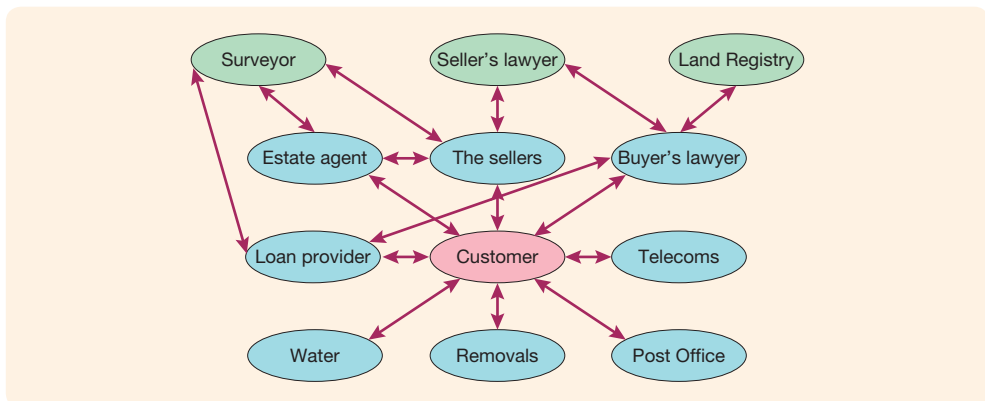 Surveyor
Seller’s lawyer
Land Registry
Estate agent
The sellers
Buyer’s lawyer
Loan provider
Customer
Telecoms
Water
Removals
Post Office